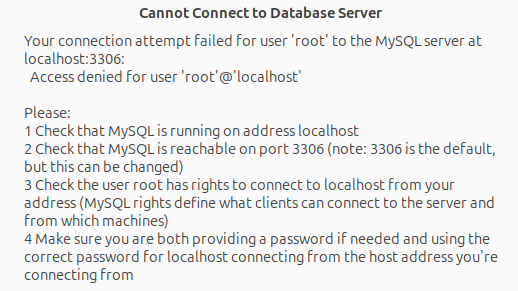 Cannot Connect to Database Server
Your connection attempt failed for user 'root' to the MySQL server at
localhost:3306:
Access denied for user 'root'@'localhost'
Please:
1 Check that MySQL is running on address localhost
2 Check that MySQL is reachable on port 3306 (note: 3306 is the default,
but this can be changed)
3 Check the user root has rights to connect to localhost from your
address (MySQL rights define what clients can connect to the server and
from which machines)
4 Make sure you are both providing a password if needed and using the
correct password for localhost connecting from the host address you're
connecting from